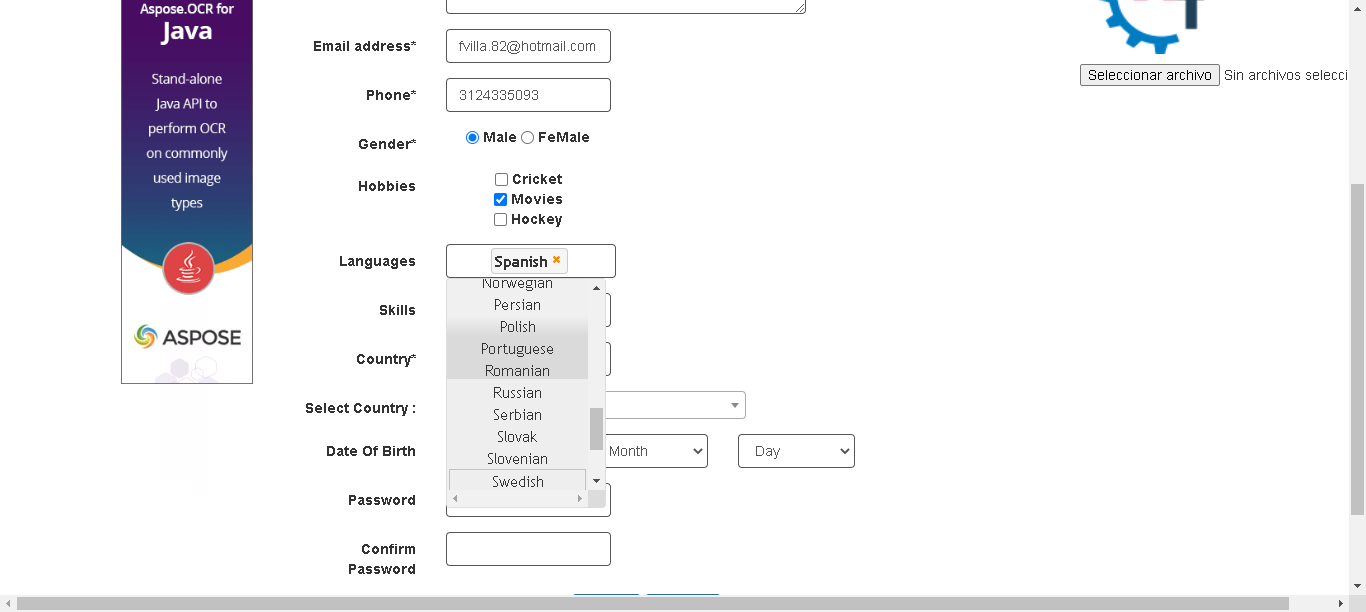 Aspose.OCR for
Java
Stand-alone
Java API to
perform OCR
on commonly
used image
types
ASPOSE
Email address*
fvilla.82@hotmail.com
Phone*
3124335093
Gender*
Male FeMale
Hobbies
Cricket
Movies
Hockey
Languages
Spanish
Norwegian
Persian
Polish
Portuguese
Romanian
Russian
Serbian
Slovak
Slovenian
Swedish
Skills
Country*
Select Country :
Date Of Birth
Month
Day
Password
Confirm
Password
Seleccionar archivo Sin archivos selecci